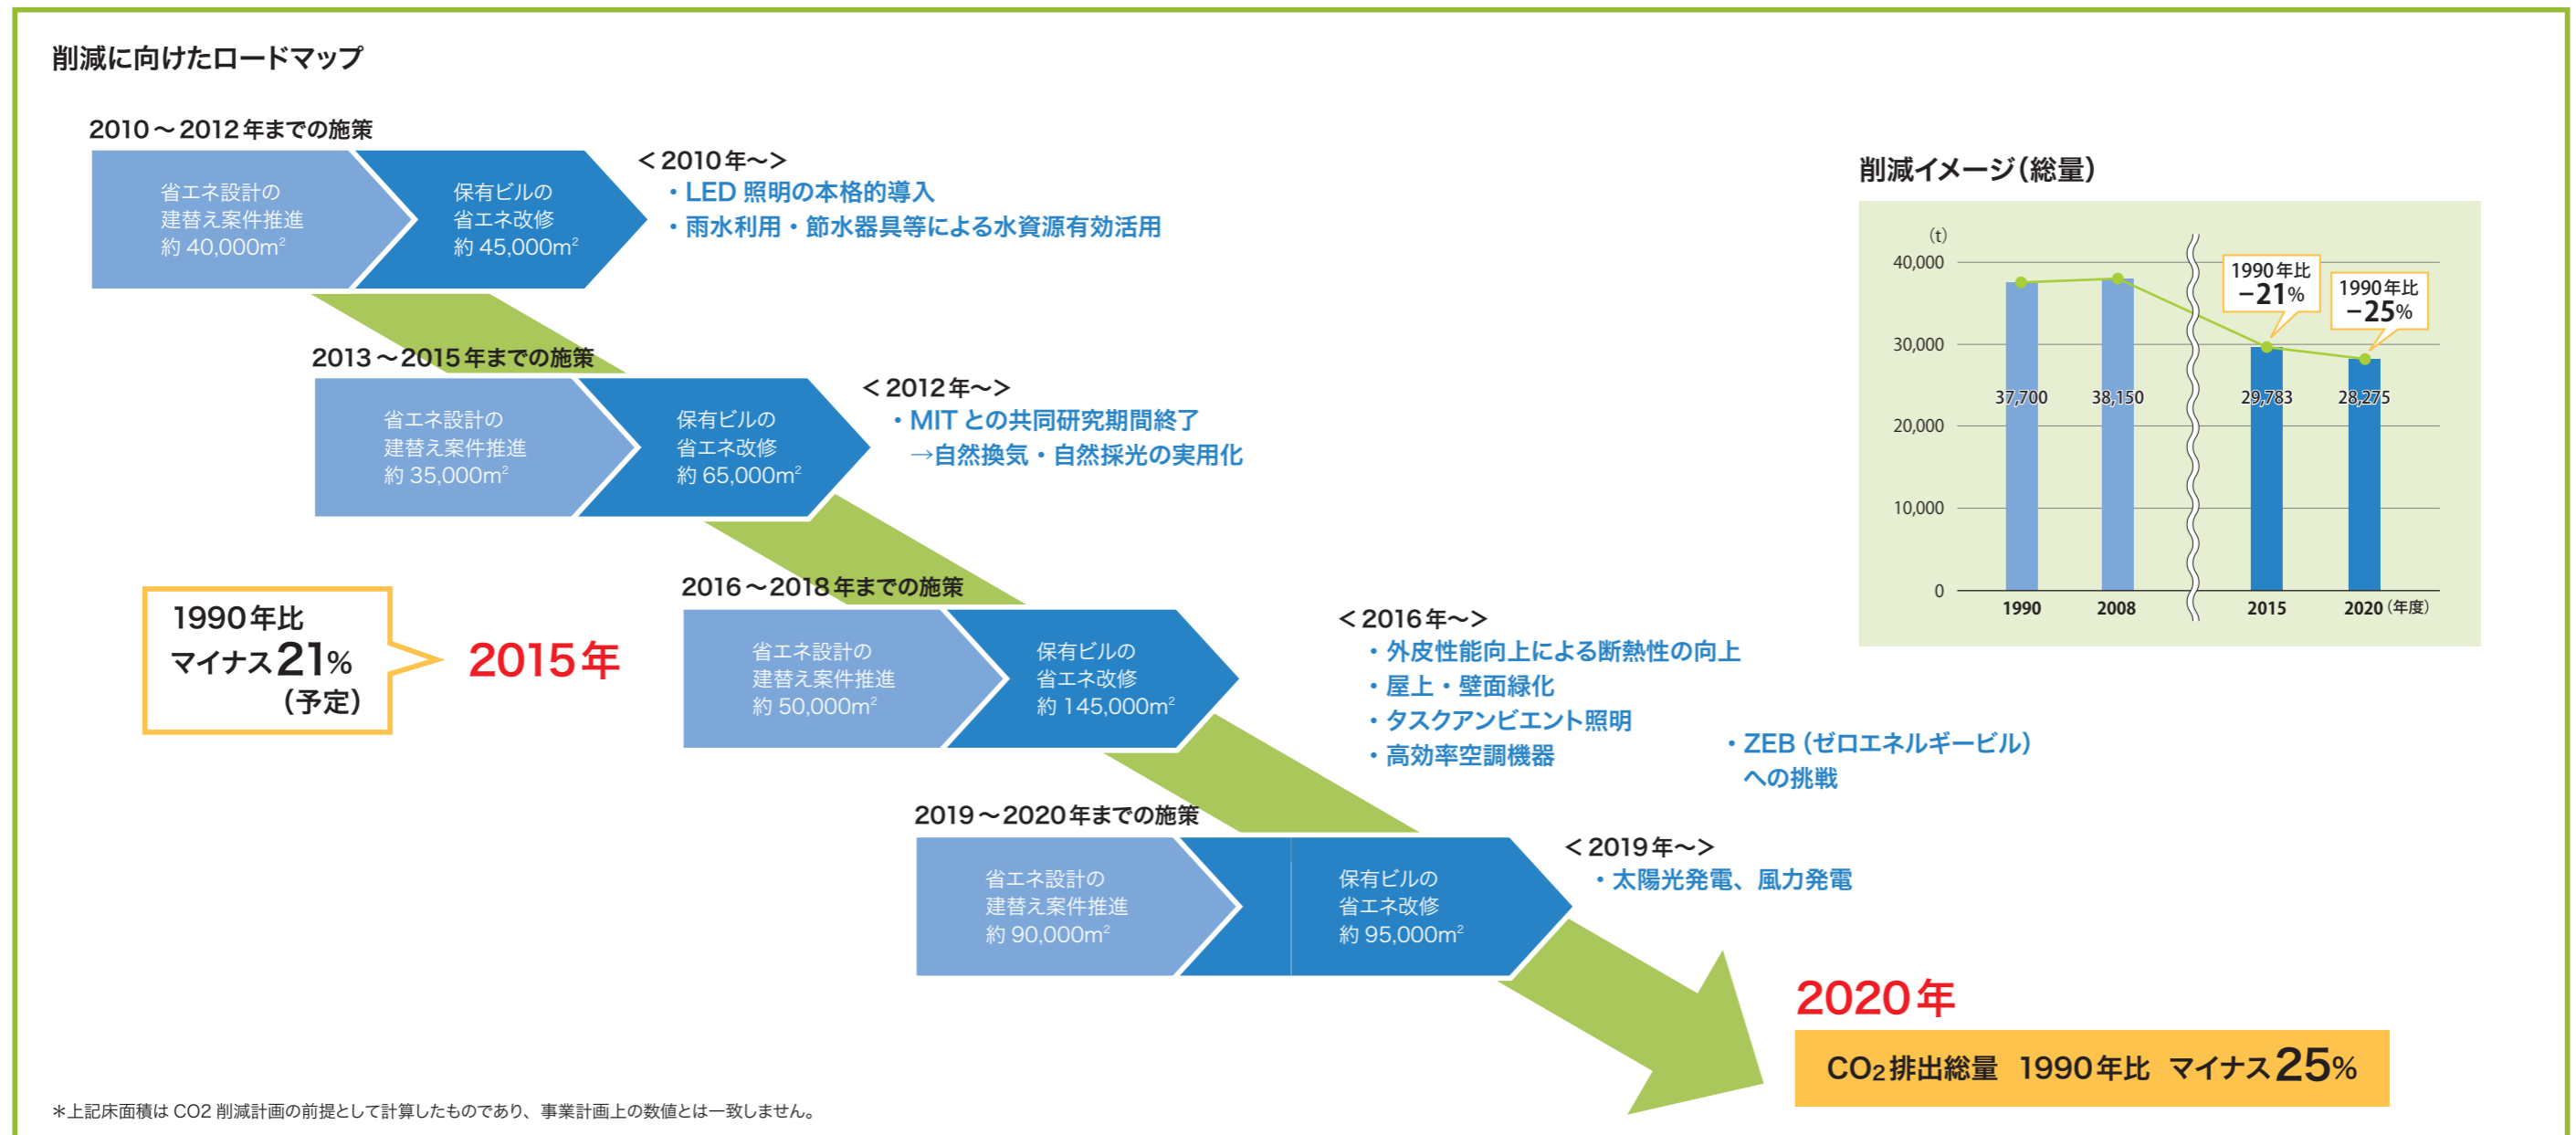 削減に向けたロードマップ
2010～2012年までの施策
省エネ設計の
建替え案件推進
約 40,000m²
保有ビルの
省エネ改修
約 45,000m²
＜2010年～＞
・LED 照明の本格的導入
・雨水利用・節水器具等による水資源有効活用
2013～2015年までの施策
省エネ設計の
建替え案件推進
約 35,000m²
保有ビルの
省エネ改修
約 65,000m²
＜2012年～＞
・MIT との共同研究期間終了
→自然換気・自然採光の実用化
1990年比
マイナス21%
（予定）
2015年
2016～2018年までの施策
省エネ設計の
建替え案件推進
約 50,000m²
保有ビルの
省エネ改修
約 145,000m²
＜2016年～＞
・外皮性能向上による断熱性の向上
・屋上・壁面緑化
・タスクアンビエント照明
・高効率空調機器
・ZEB（ゼロエネルギービル）
への挑戦
2019～2020年までの施策
省エネ設計の
建替え案件推進
約 90,000m²
保有ビルの
省エネ改修
約 95,000m²
＜2019年～＞
・太陽光発電、風力発電
2020年
CO₂排出総量 1990年比 マイナス25%
削減イメージ（総量）
（t）
40,000
30,000
20,000
10,000
0
1990年比
−21%
1990年比
−25%
37,700
38,150
29,783
28,275
1990
2008
2015
2020（年度）
＊上記床面積は CO2 削減計画の前提として計算したものであり、事業計画上の数値とは一致しません。